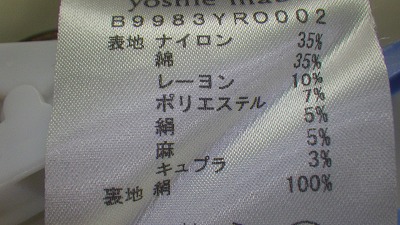 B9983YR0002
表地 ナイロン 35%
綿 35%
レーヨン 10%
ポリエステル 7%
絹 5%
麻 5%
キュプラ 3%
裏地 絹 100%